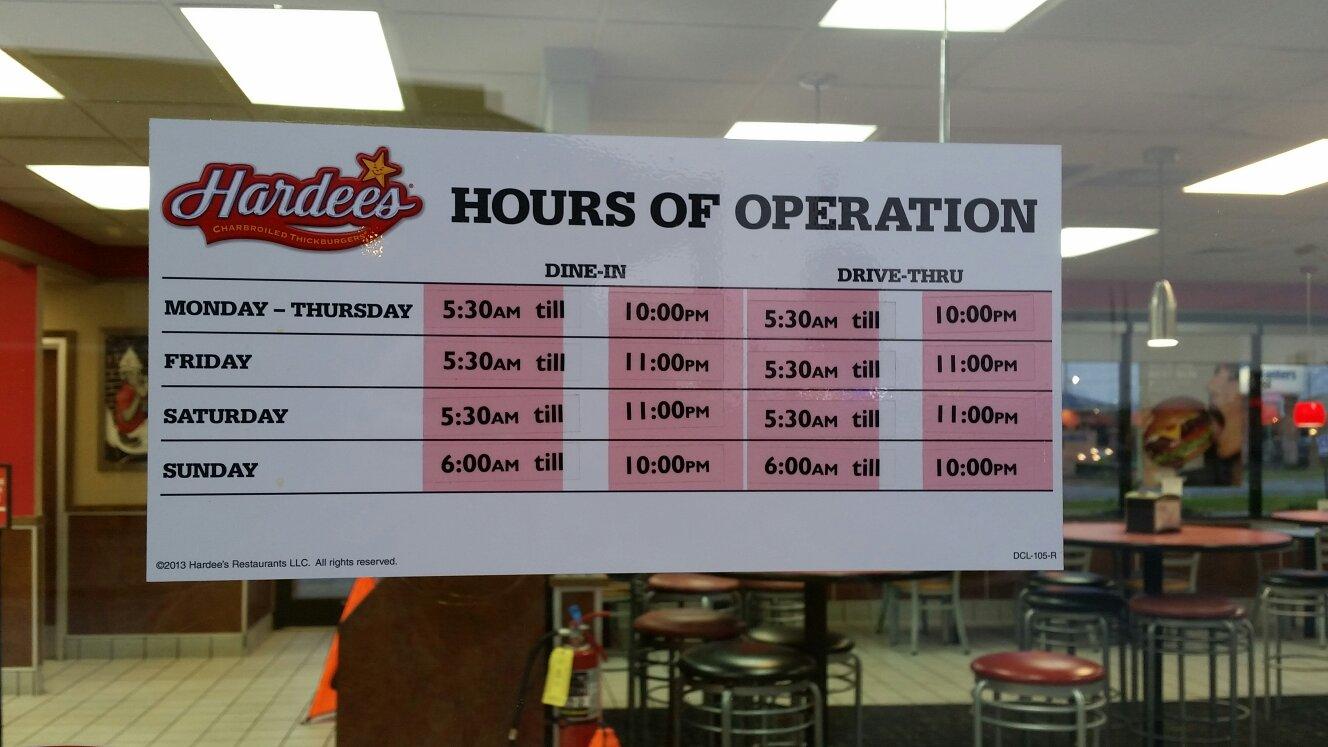 Hardee's
CHARBROILED THICKBURGERS
HOURS OF OPERATION
DINE-IN DRIVE-THRU
MONDAY – THURSDAY 5:30AM till 10:00PM 5:30AM till 10:00PM
FRIDAY 5:30AM till 11:00PM 5:30AM till 11:00PM
SATURDAY 5:30AM till 11:00PM 5:30AM till 11:00PM
SUNDAY 6:00AM till 10:00PM 6:00AM till 10:00PM
©2013 Hardee's Restaurants LLC. All rights reserved. DCL-105-R